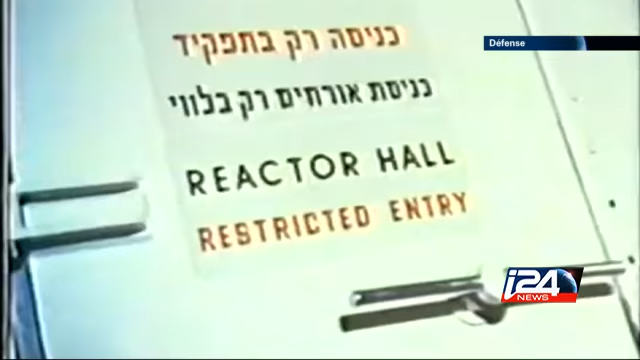 Défense
כניסה רק בתפקיד
כניסת אורחים רק בלווי
REACTOR HALL
RESTRICTED ENTRY
i24
NEWS